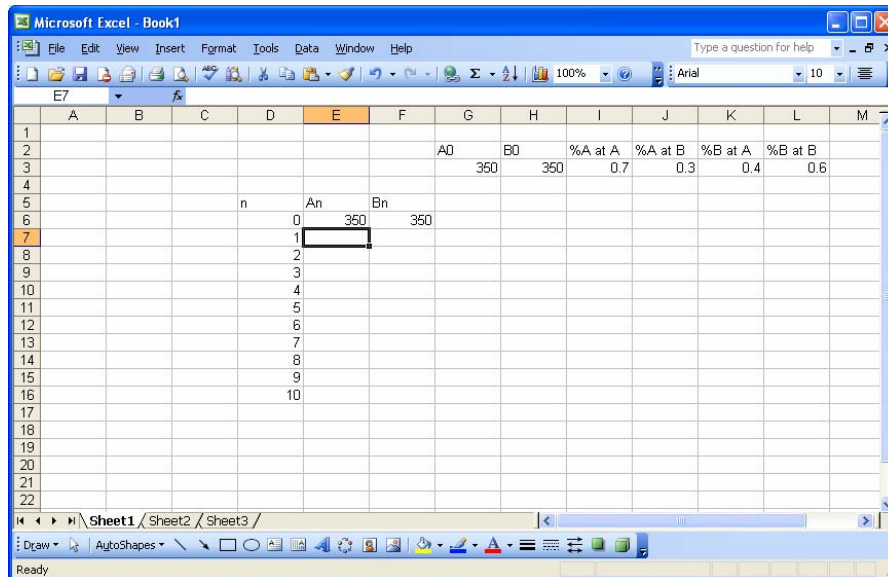 Microsoft Excel - Book1
File Edit View Insert Format Tools Data Window Help Type a question for help
100% Arial 10
E7 fx
A B C D E F G H I J K L M
1
2 A0 B0 %A at A %A at B %B at A %B at B
3 350 350 0.7 0.3 0.4 0.6
4
5 n An Bn
6 0 350 350
7 1
8 2
9 3
10 4
11 5
12 6
13 7
14 8
15 9
16 10
17
18
19
20
21
22
Sheet1 / Sheet2 / Sheet3 /
Draw AutoShapes
Ready